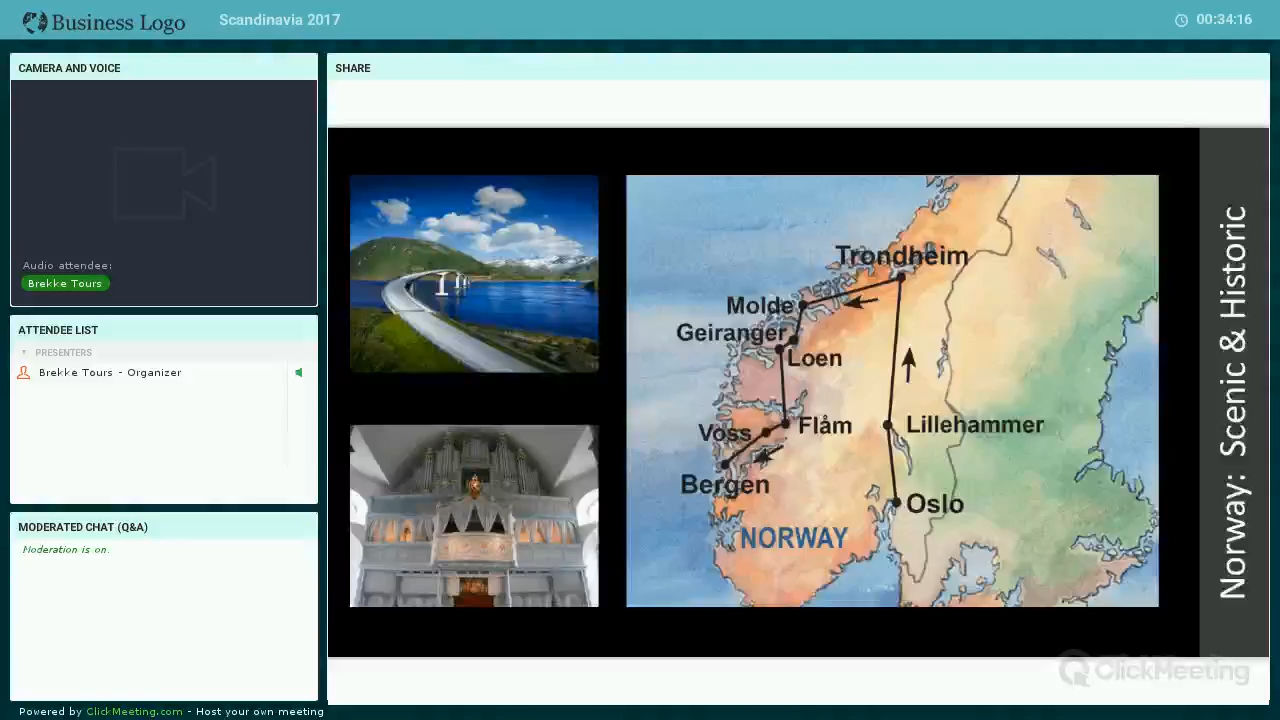 Business Logo
Scandinavia 2017
00:34:16
CAMERA AND VOICE
Audio attendee:
Brekke Tours
ATTENDEE LIST
PRESENTERS
Brekke Tours - Organizer
MODERATED CHAT (Q&A)
Moderation is on.
SHARE
Trondheim
Molde
Geiranger
Loen
Flåm
Voss
Bergen
Lillehammer
Oslo
NORWAY
Norway: Scenic & Historic
ClickMeeting
Powered by ClickMeeting.com - Host your own meeting